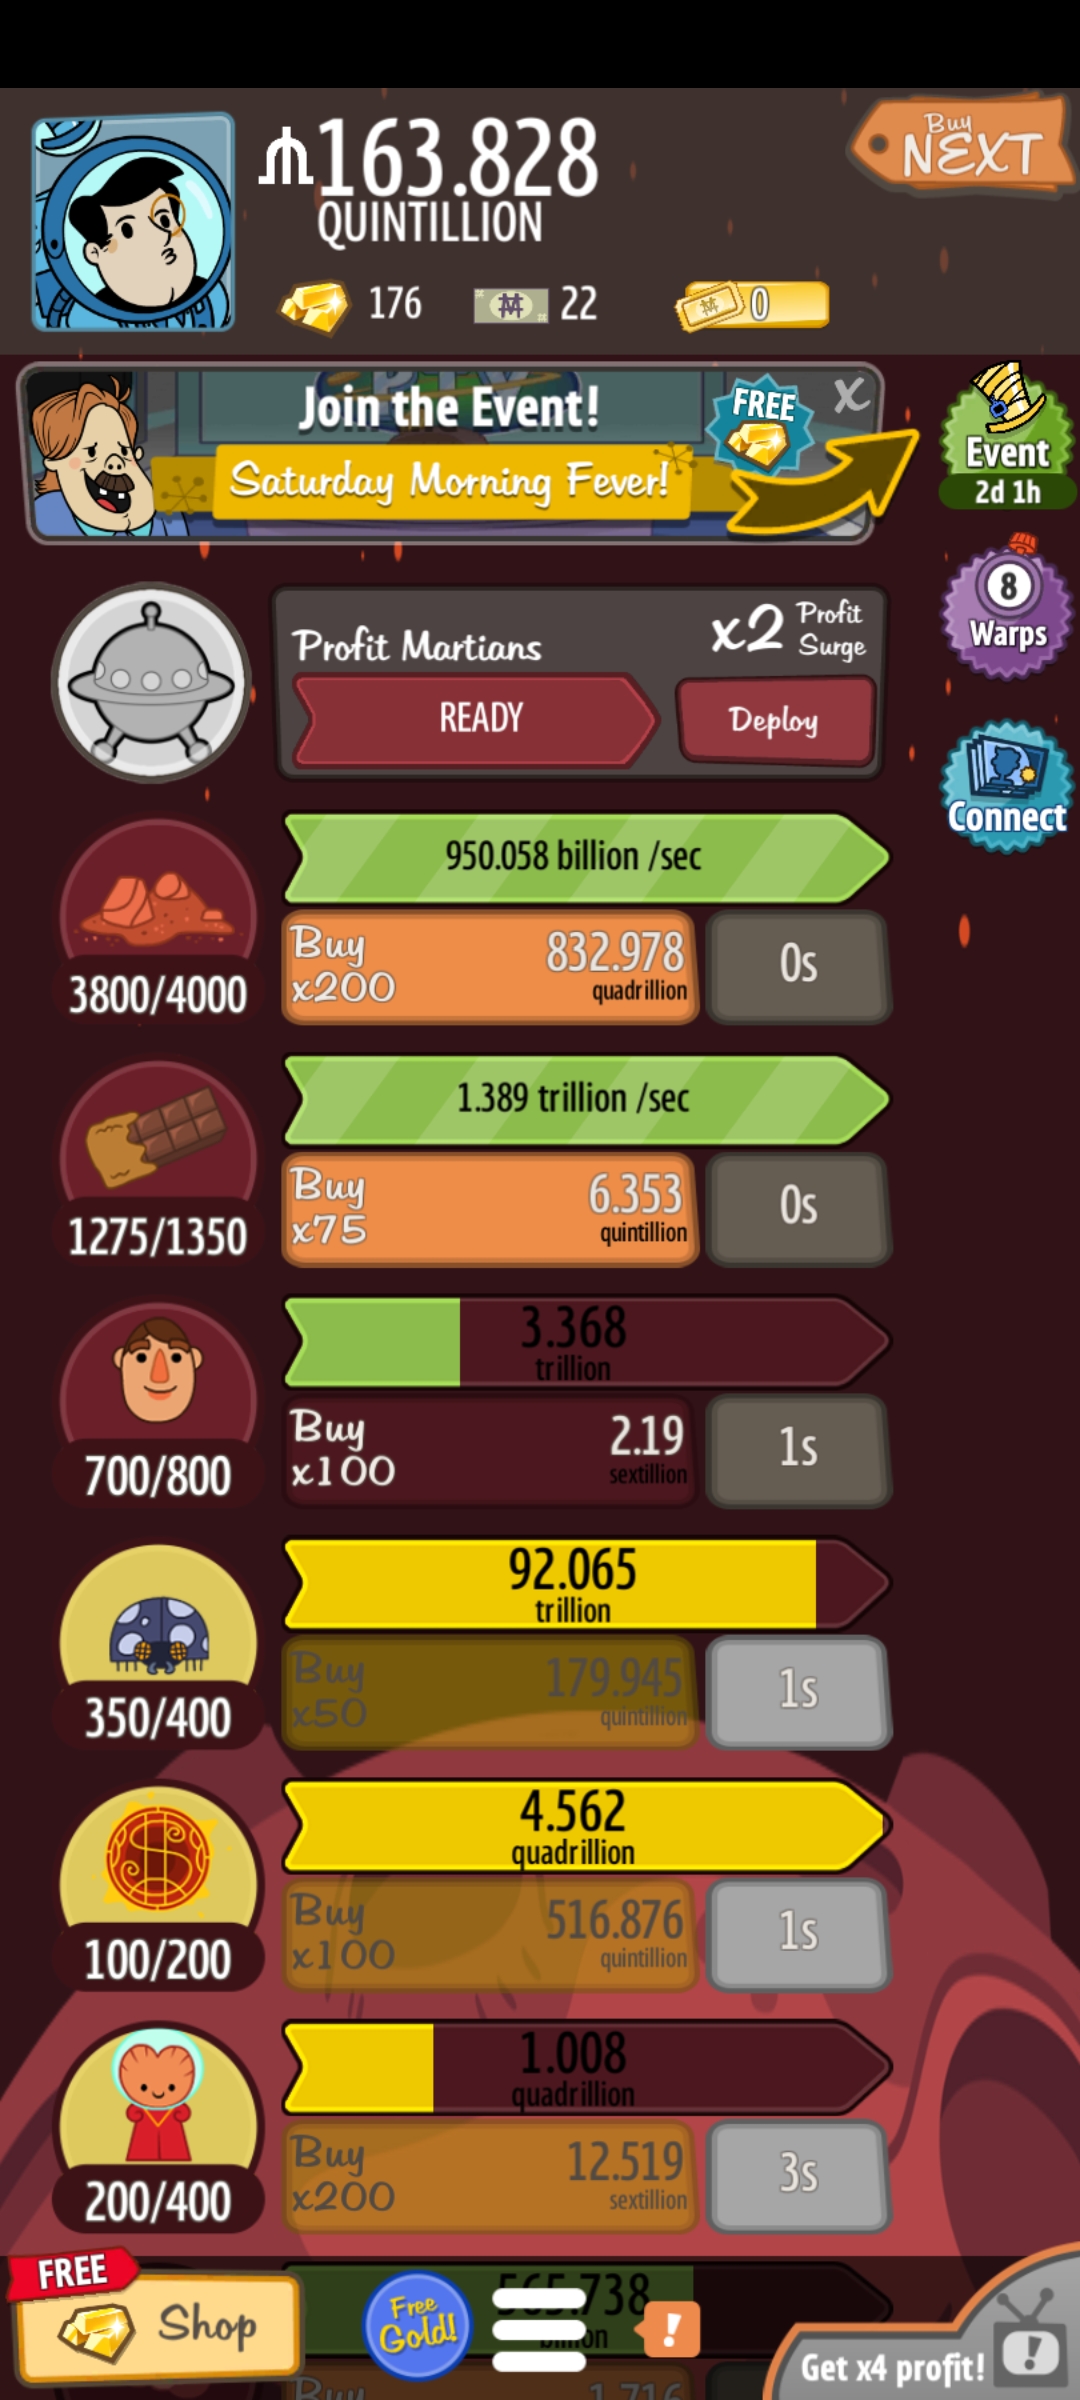 163.828
QUINTILLION
Buy
NEXT
176
22
0
Join the Event!
FREE
X
Saturday Morning Fever!
Event
2d 1h
8
Warps
Connect
Profit Martians
x2 Profit Surge
READY
Deploy
950.058 billion /sec
Buy x200
832.978
quadrillion
0s
3800/4000
1.389 trillion /sec
Buy x75
6.353
quintillion
0s
1275/1350
3.368
trillion
Buy x100
2.19
sextillion
1s
700/800
92.065
trillion
Buy x50
179.945
quintillion
1s
350/400
4.562
quadrillion
Buy x100
516.876
quintillion
1s
100/200
1.008
quadrillion
Buy x200
12.519
sextillion
3s
200/400
FREE
Shop
Free
Gold!
!
Get x4 profit!
!
Buy
1.716